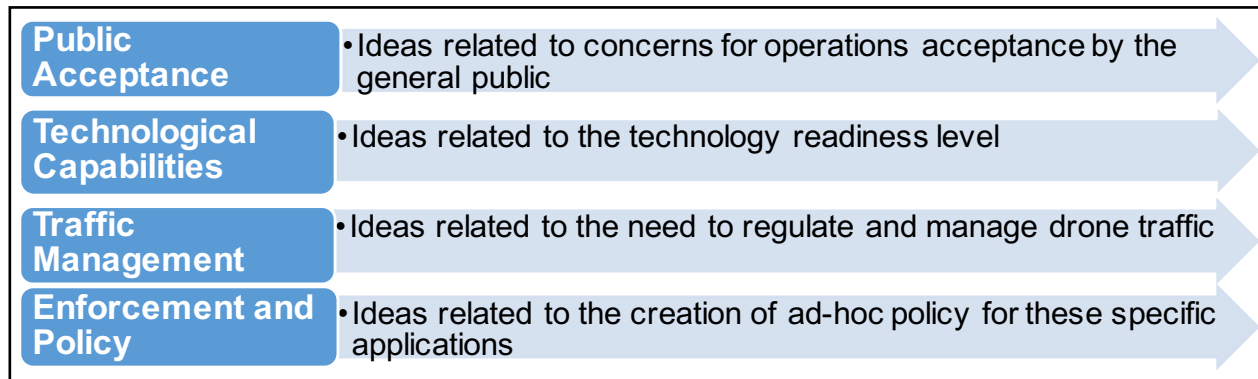 Public
Acceptance
•Ideas related to concerns for operations acceptance by the
general public
Technological
Capabilities
•Ideas related to the technology readiness level
Traffic
Management
•Ideas related to the need to regulate and manage drone traffic
Enforcement and
Policy
•Ideas related to the creation of ad-hoc policy for these specific
applications